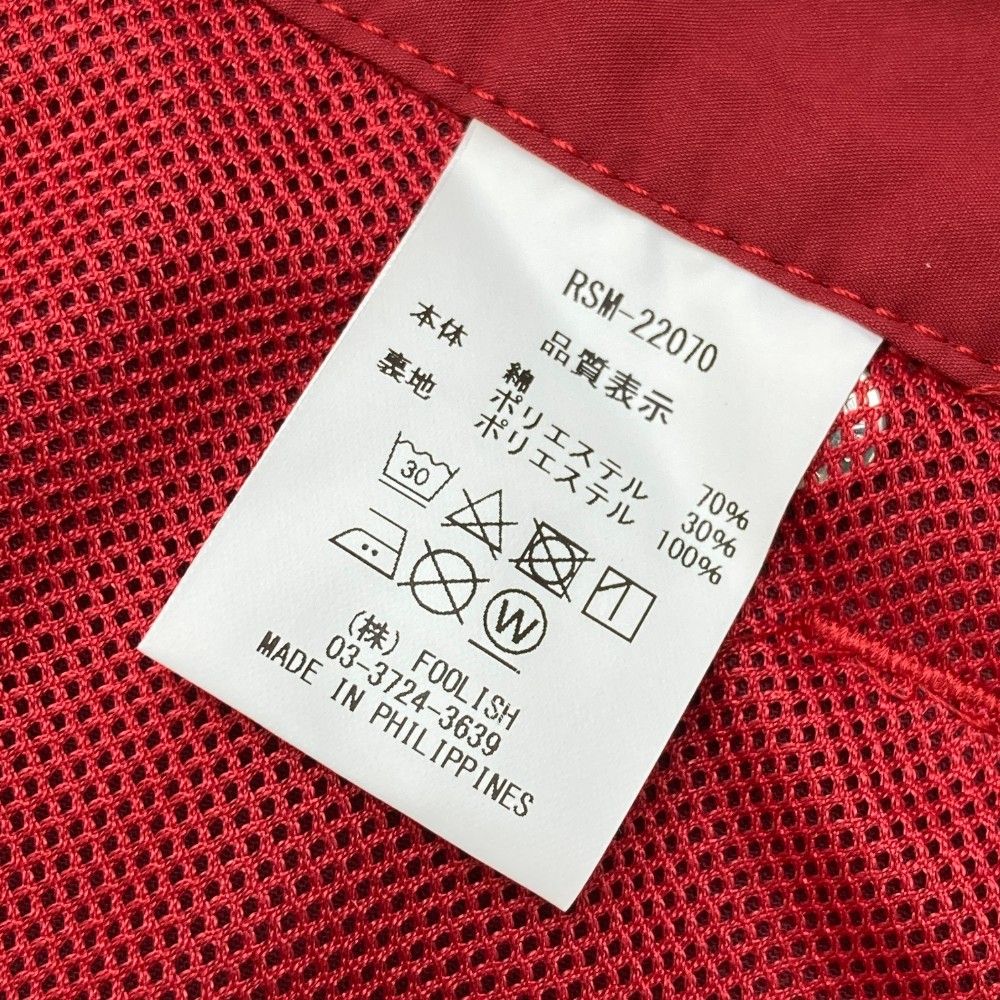 RSM-22070
品質表示
本体 綿 70%
ポリエステル 30%
裏地 ポリエステル 100%
30
W
(株) FOOLISH
03-3724-3639
MADE IN PHILIPPINES